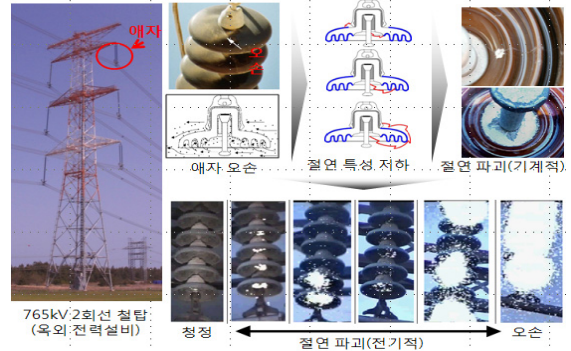 애자
오손
애자 오손
절연 특성 저하
절연 파괴(기계적)
765kV 2회선 철탑
(옥외 전력설비)
청정
절연 파괴(전기적)
오손